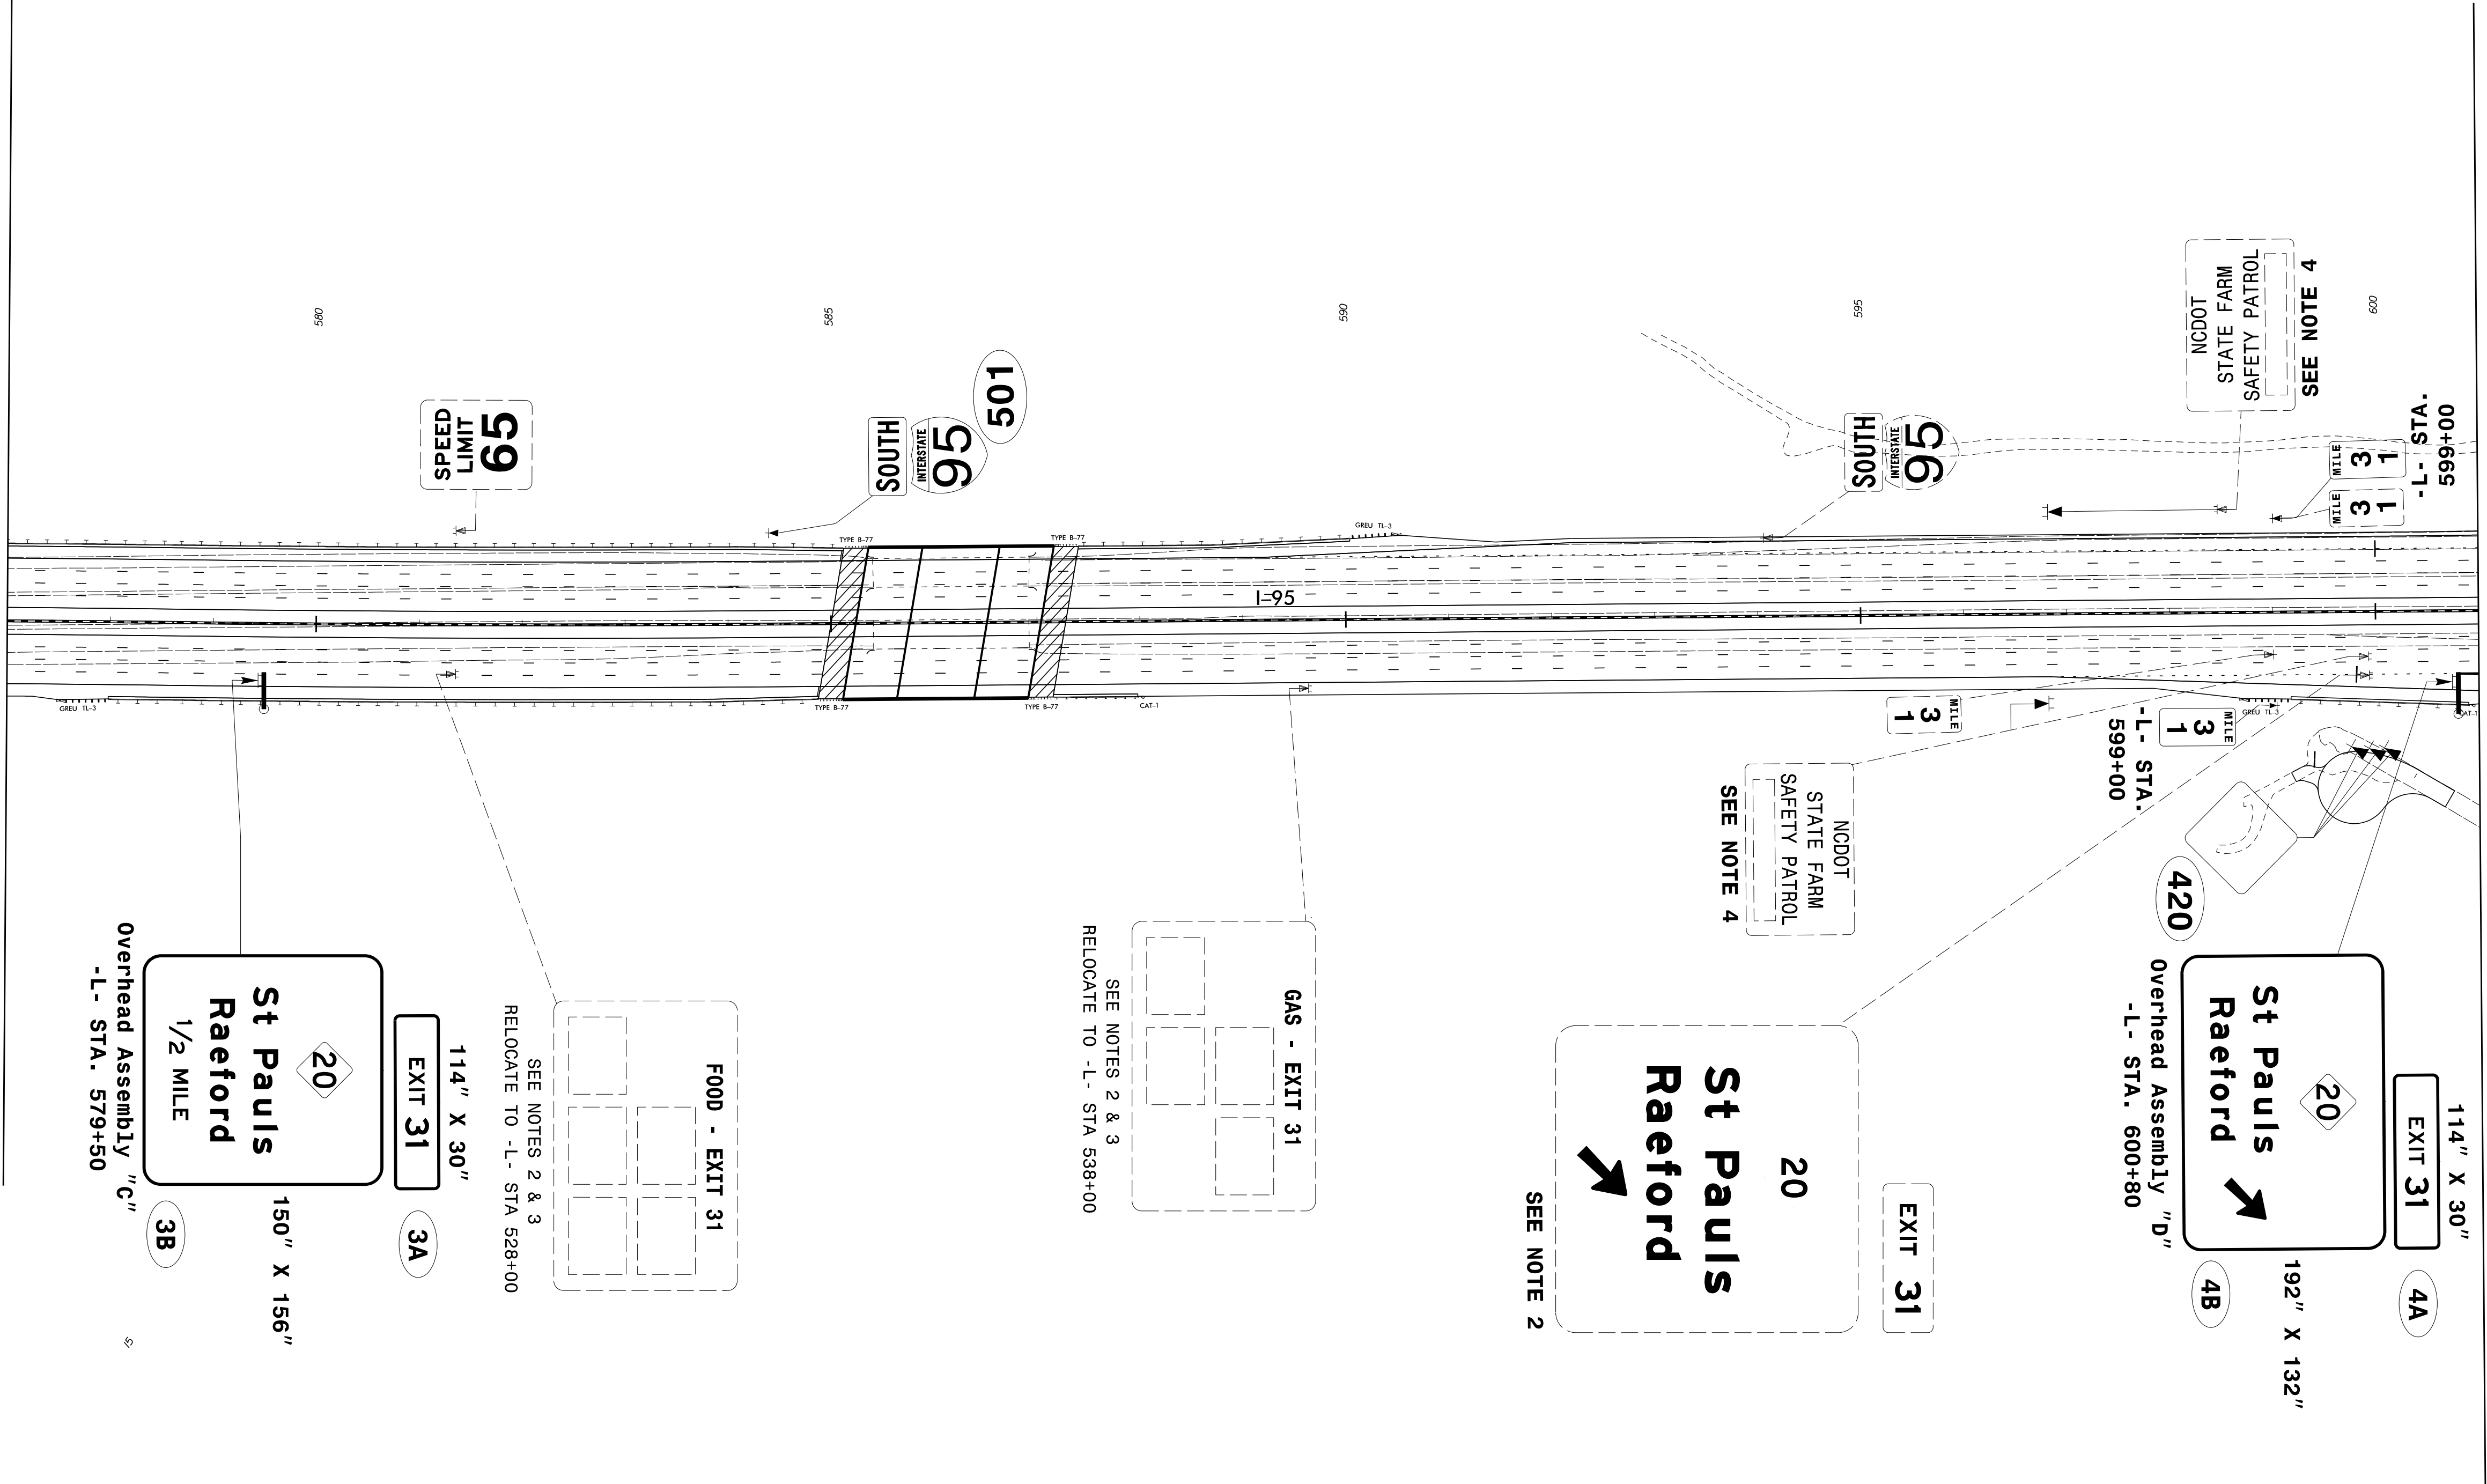 580
585
590
595
600
SPEED
LIMIT
65
SOUTH
INTERSTATE
95
501
SOUTH
INTERSTATE
95
NCDOT
STATE FARM
SAFETY PATROL
SEE NOTE 4
MILE
3
1
MILE
3
1
-L- STA.
599+00
TYPE B-77
TYPE B-77
GREU TL-3
I-95
GREU TL-3
TYPE B-77
TYPE B-77
CAT-1
GREU TL-3
CAT-1
MILE
3
1
MILE
3
1
-L- STA.
599+00
NCDOT
STATE FARM
SAFETY PATROL
SEE NOTE 4
420
114" X 30"
EXIT 31
3A
20
St Pauls
Raeford
1/2 MILE
150" X 156"
3B
Overhead Assembly "C"
-L- STA. 579+50
15
FOOD - EXIT 31
SEE NOTES 2 & 3
RELOCATE TO -L- STA 528+00
GAS - EXIT 31
SEE NOTES 2 & 3
RELOCATE TO -L- STA 538+00
EXIT 31
20
St Pauls
Raeford
SEE NOTE 2
114" X 30"
EXIT 31
4A
20
St Pauls
Raeford
192" X 132"
4B
Overhead Assembly "D"
-L- STA. 600+80